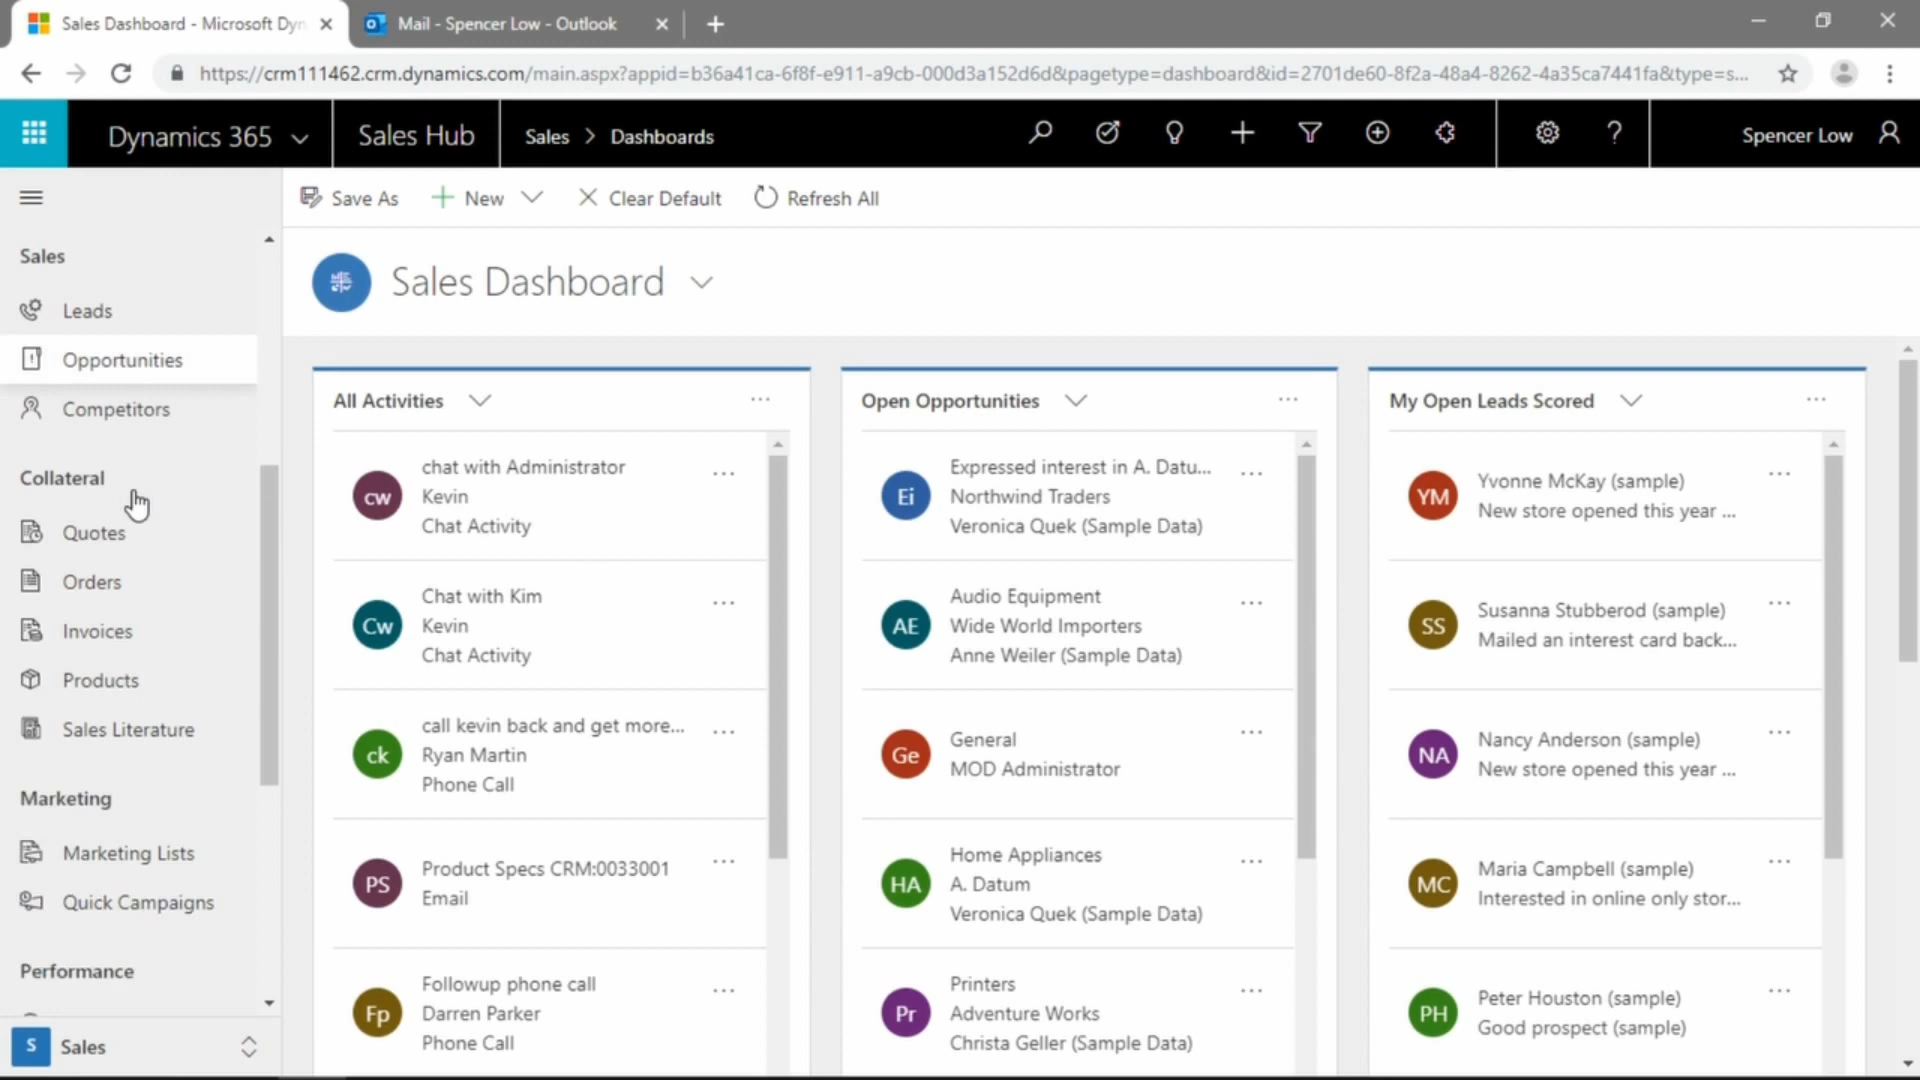 Sales Dashboard - Microsoft Dyn
Mail - Spencer Low - Outlook
https://crm111462.crm.dynamics.com/main.aspx?appid=b36a41ca-6f8f-e911-a9cb-000d3a152d6d&pagetype=dashboard&id=2701de60-8f2a-48a4-8262-4a35ca7441fa&type=s...
Dynamics 365
Sales Hub
Sales > Dashboards
Spencer Low
Save As
New
Clear Default
Refresh All
Sales
Leads
Opportunities
Competitors
Collateral
Quotes
Orders
Invoices
Products
Sales Literature
Marketing
Marketing Lists
Quick Campaigns
Performance
S
Sales
Sales Dashboard
All Activities
cw
chat with Administrator
Kevin
Chat Activity
Cw
Chat with Kim
Kevin
Chat Activity
ck
call kevin back and get more...
Ryan Martin
Phone Call
PS
Product Specs CRM:0033001
Email
Fp
Followup phone call
Darren Parker
Phone Call
Open Opportunities
Ei
Expressed interest in A. Datu...
Northwind Traders
Veronica Quek (Sample Data)
AE
Audio Equipment
Wide World Importers
Anne Weiler (Sample Data)
Ge
General
MOD Administrator
HA
Home Appliances
A. Datum
Veronica Quek (Sample Data)
Pr
Printers
Adventure Works
Christa Geller (Sample Data)
My Open Leads Scored
YM
Yvonne McKay (sample)
New store opened this year ...
SS
Susanna Stubberod (sample)
Mailed an interest card back...
NA
Nancy Anderson (sample)
New store opened this year ...
MC
Maria Campbell (sample)
Interested in online only stor...
PH
Peter Houston (sample)
Good prospect (sample)